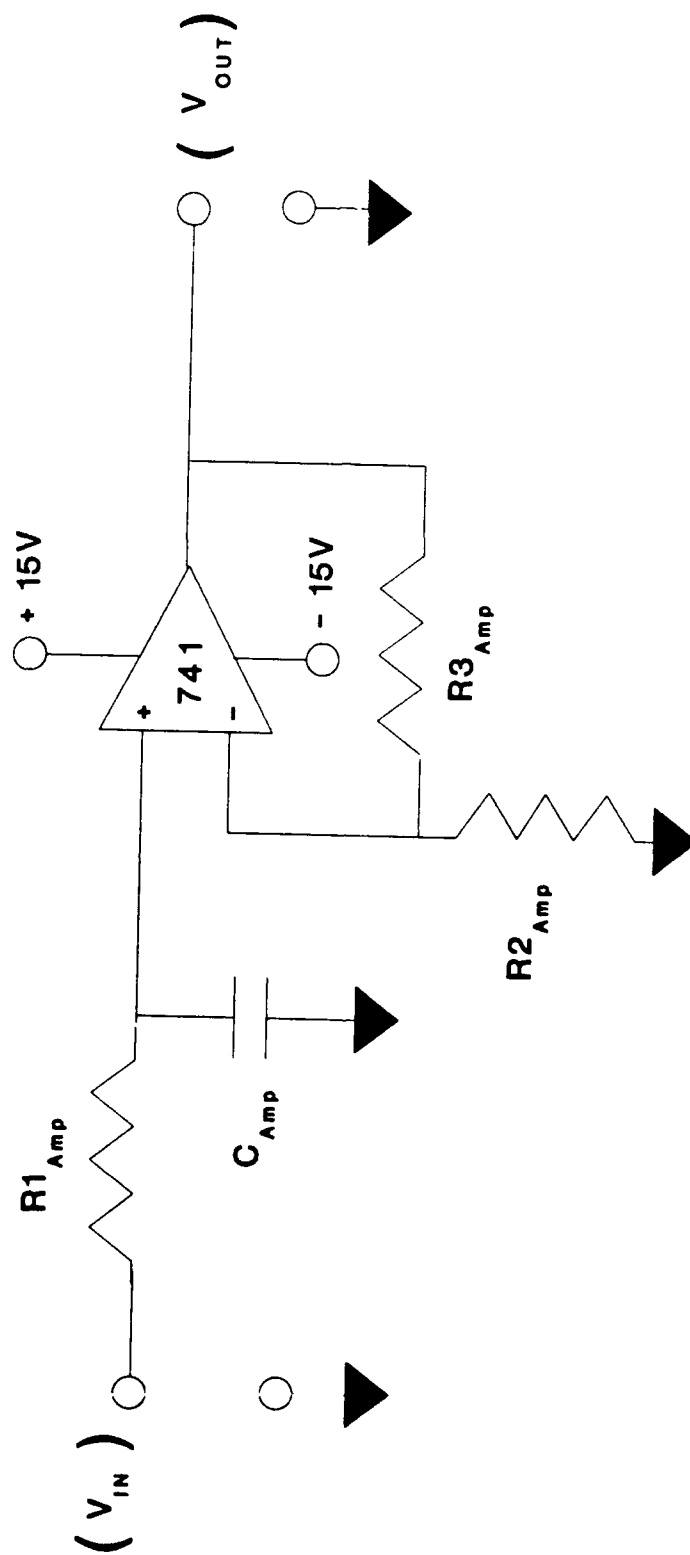 + 15V
R1Amp
( VIN )
+
741
-
( VOUT )
- 15V
CAmp
R3Amp
R2Amp